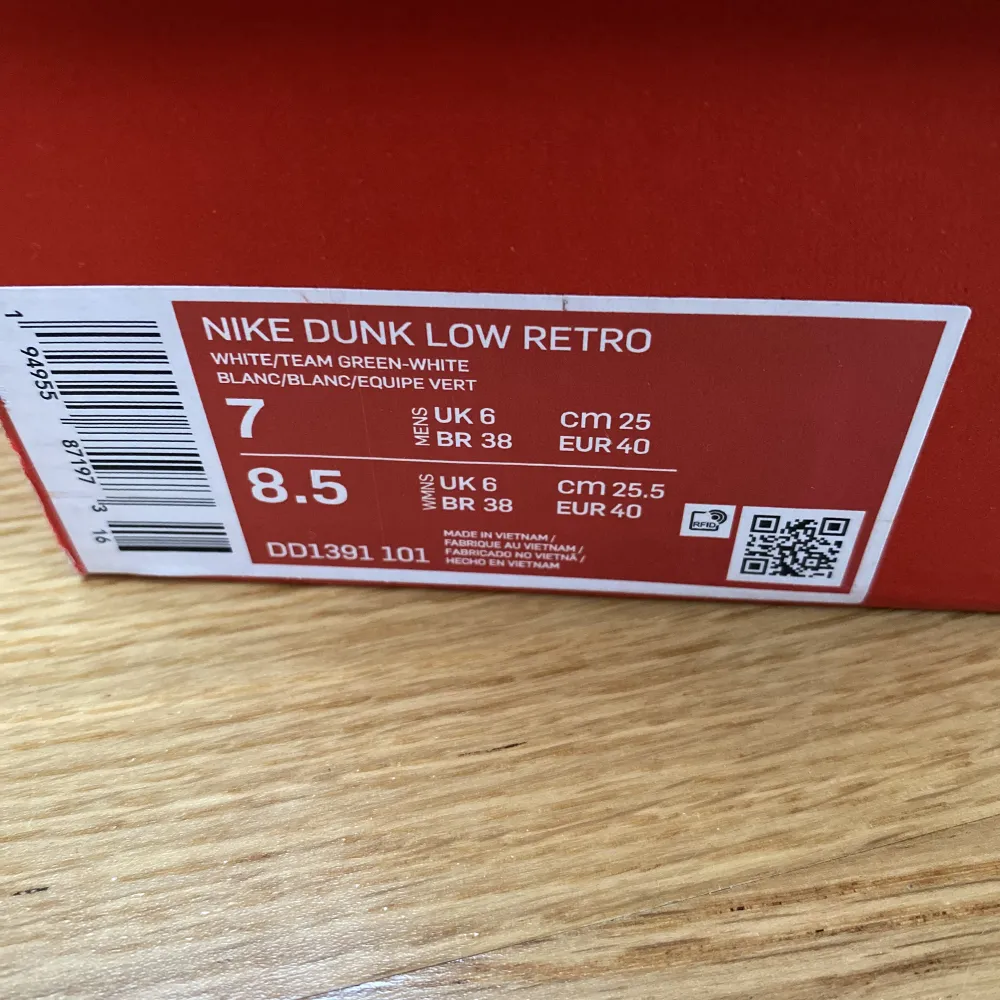 NIKE DUNK LOW RETRO
WHITE/TEAM GREEN-WHITE
BLANC/BLANC/EQUIPE VERT
7
MENS
UK 6
cm 25
BR 38
EUR 40
8.5
WMNS
UK 6
cm 25.5
BR 38
EUR 40
DD1391 101
MADE IN VIETNAM /
FABRIQUE AU VIETNAM /
FABRICADO NO VIETNÃ /
HECHO EN VIETNAM
RFID
1 94955 87197 3 16